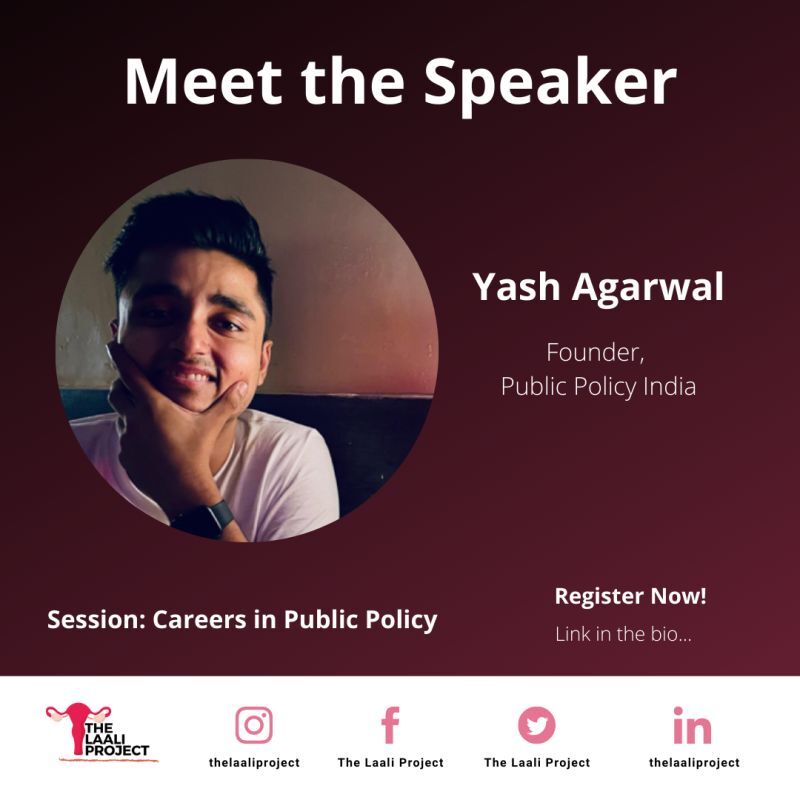 Meet the Speaker
Yash Agarwal
Founder,
Public Policy India
Session: Careers in Public Policy
Register Now!
Link in the bio...
THE
LAALI
PROJECT
thelaaliproject
The Laali Project
The Laali Project
thelaaliproject